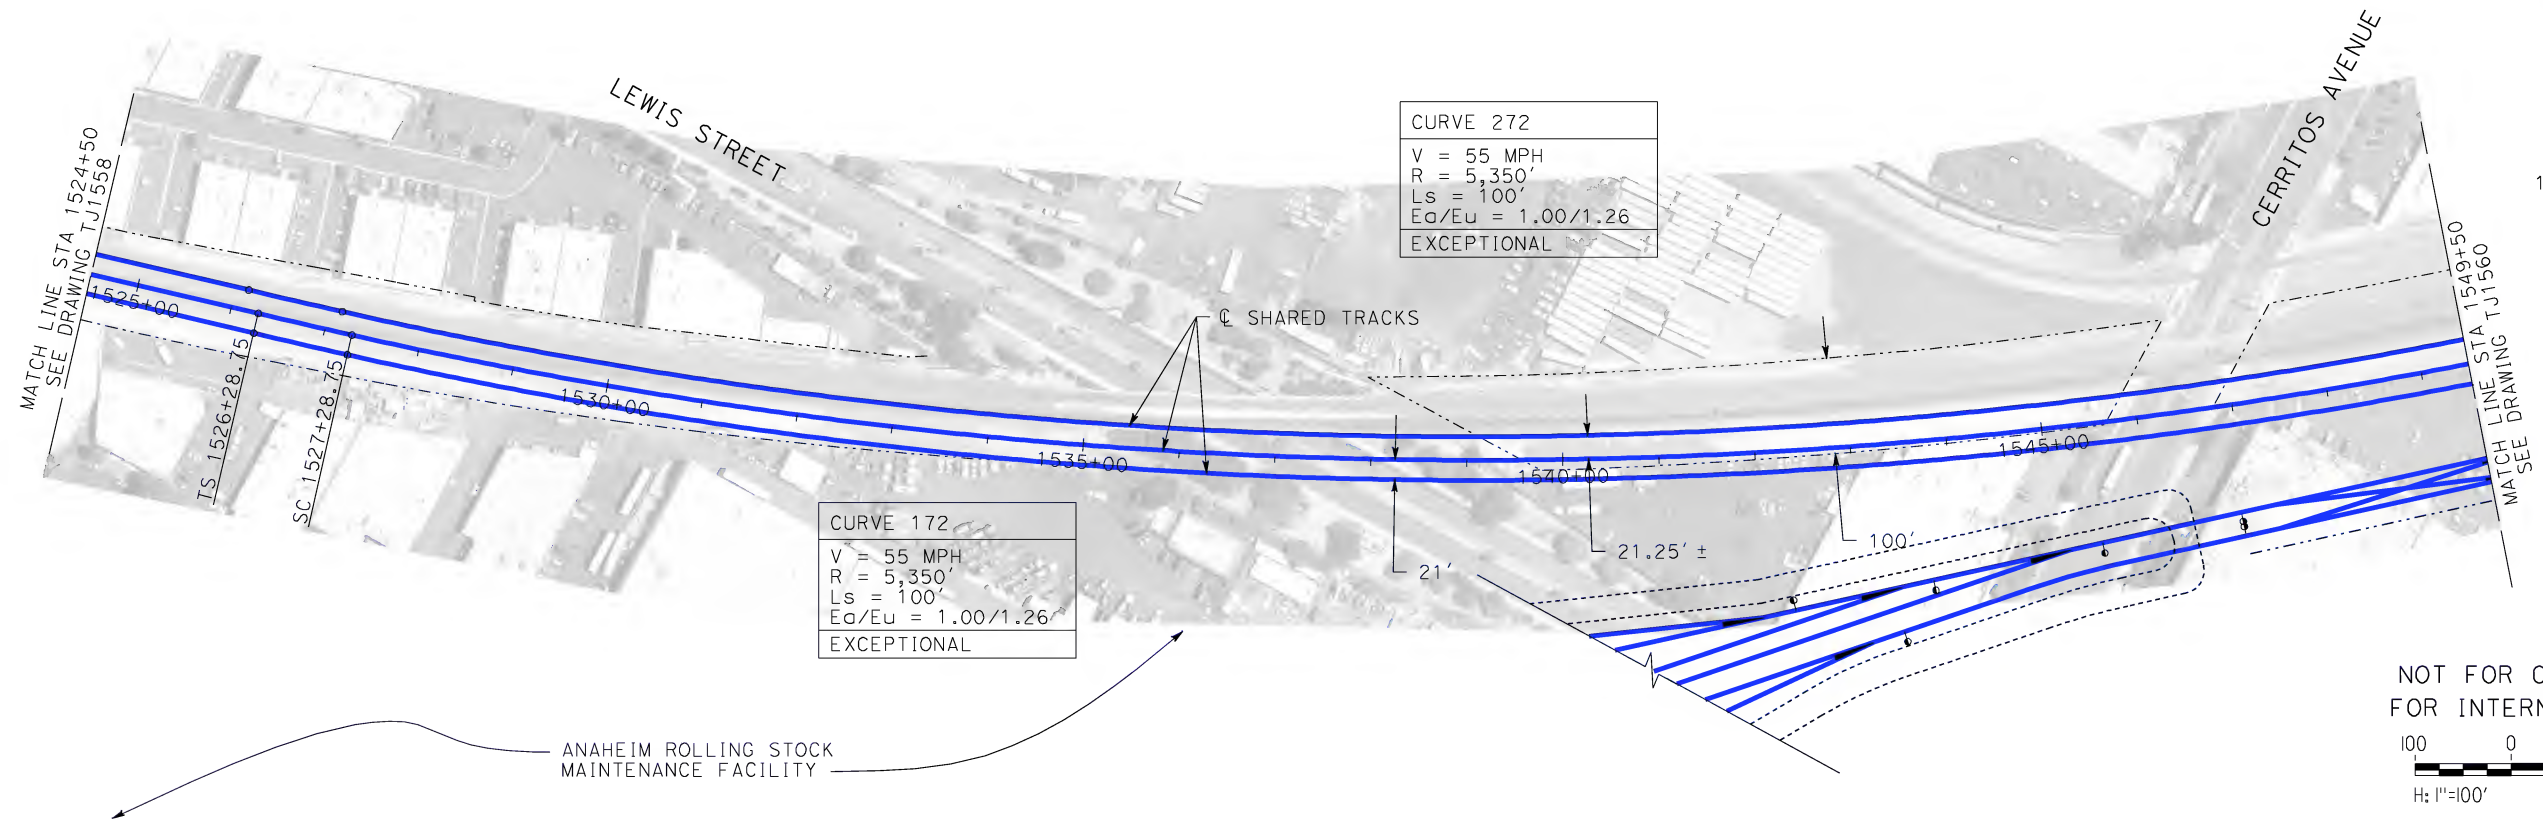 MATCH LINE STA 1524+50
SEE DRAWING TJ1558
LEWIS STREET
CURVE 272
V = 55 MPH
R = 5,350'
Ls = 100'
Ea/Eu = 1.00/1.26
EXCEPTIONAL
CERRITOS AVENUE
1
MATCH LINE STA 1549+50
SEE DRAWING TJ1560
1525+00
TS 1526+28.75
SC 1527+28.75
1530+00
℄ SHARED TRACKS
1535+00
1540+00
1545+00
21'
21.25' ±
100'
CURVE 172
V = 55 MPH
R = 5,350'
Ls = 100'
Ea/Eu = 1.00/1.26
EXCEPTIONAL
ANAHEIM ROLLING STOCK
MAINTENANCE FACILITY
NOT FOR
FOR INTERN
100 0
H: 1"=100'